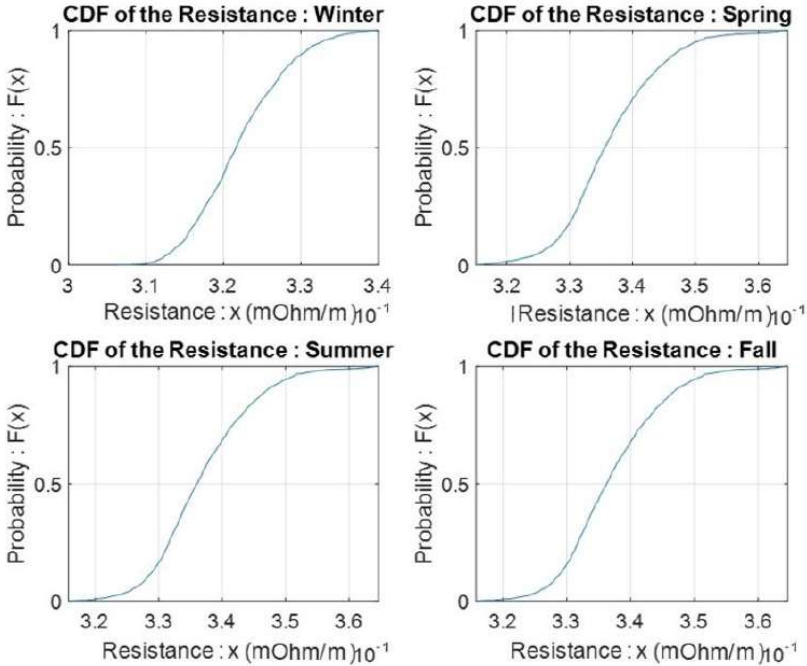 CDF of the Resistance : Winter
Probability : F(x)
1
0.5
0
3 3.1 3.2 3.3 3.4
Resistance : x (mOhm/m)10⁻¹
CDF of the Resistance : Spring
Probability : F(x)
1
0.5
0
3.2 3.3 3.4 3.5 3.6
|Resistance : x (mOhm/m)10⁻¹
CDF of the Resistance : Summer
Probability : F(x)
1
0.5
0
3.2 3.3 3.4 3.5 3.6
Resistance : x (mOhm/m)10⁻¹
CDF of the Resistance : Fall
Probability : F(x)
1
0.5
0
3.2 3.3 3.4 3.5 3.6
Resistance : x (mOhm/m)10⁻¹